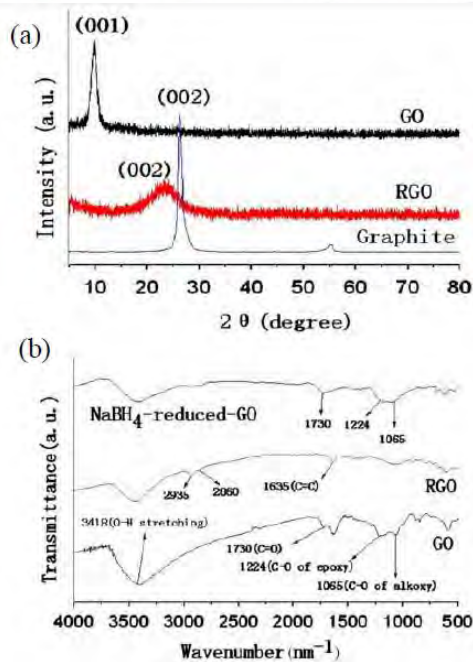 (a)
(001)
(002)
GO
(002)
RGO
Graphite
Intensity (a.u.)
10 20 30 40 50 60 70 80
2 θ (degree)
(b)
NaBH4-reduced-GO
1730
1224
1065
2935
2060
1635(C=C)
RGO
3418(O-H stretching)
1730(C=O)
GO
1224(C-O of epoxy)
1065(C-O of alkoxy)
Transmittance(a.u.)
4000 3500 3000 2500 2000 1500 1000 500
Wavenumber(nm⁻¹)